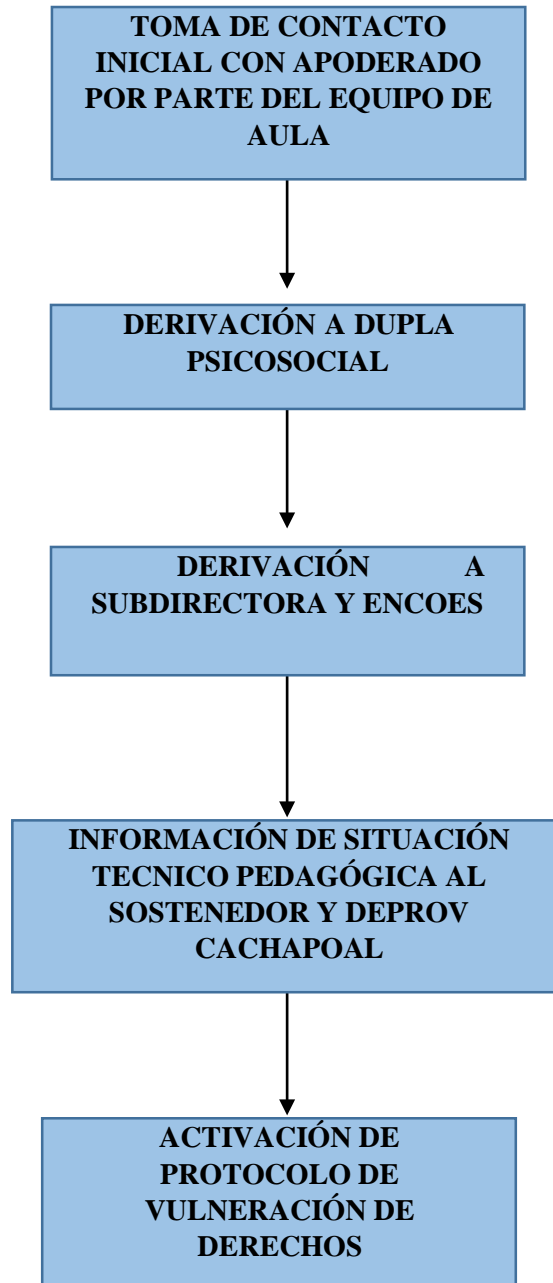 TOMA DE CONTACTO
INICIAL CON APODERADO
POR PARTE DEL EQUIPO DE
AULA
DERIVACIÓN A DUPLA
PSICOSOCIAL
DERIVACIÓN A
SUBDIRECTORA Y ENCOES
INFORMACIÓN DE SITUACIÓN
TECNICO PEDAGÓGICA AL
SOSTENEDOR Y DEPROV
CACHAPOAL
ACTIVACIÓN DE
PROTOCOLO DE
VULNERACIÓN DE
DERECHOS